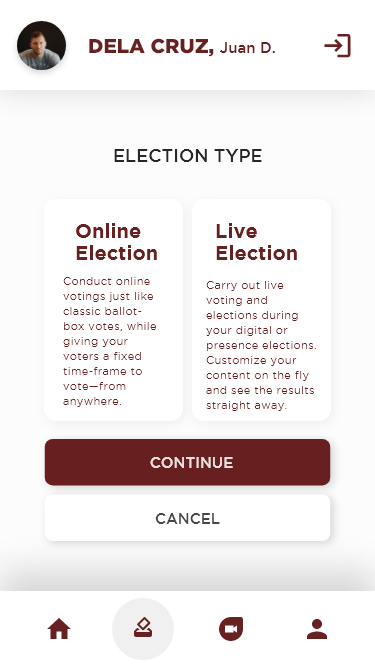 DELA CRUZ, Juan D.
ELECTION TYPE
Online
Election
Conduct online
votings just like
classic ballot-
box votes, while
giving your
voters a fixed
time-frame to
vote—from
anywhere.
Live
Election
Carry out live
voting and
elections during
your digital or
presence elections.
Customize your
content on the fly
and see the results
straight away.
CONTINUE
CANCEL